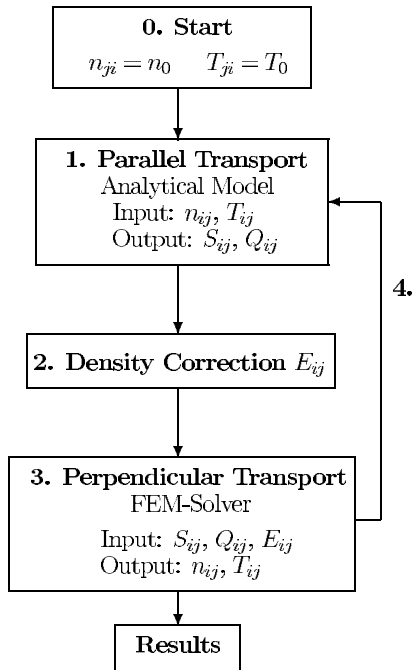 0. Start
n_{ji} = n_0 T_{ji} = T_0
1. Parallel Transport
Analytical Model
Input: n_{ij}, T_{ij}
Output: S_{ij}, Q_{ij}
4.
2. Density Correction E_{ij}
3. Perpendicular Transport
FEM-Solver
Input: S_{ij}, Q_{ij}, E_{ij}
Output: n_{ij}, T_{ij}
Results